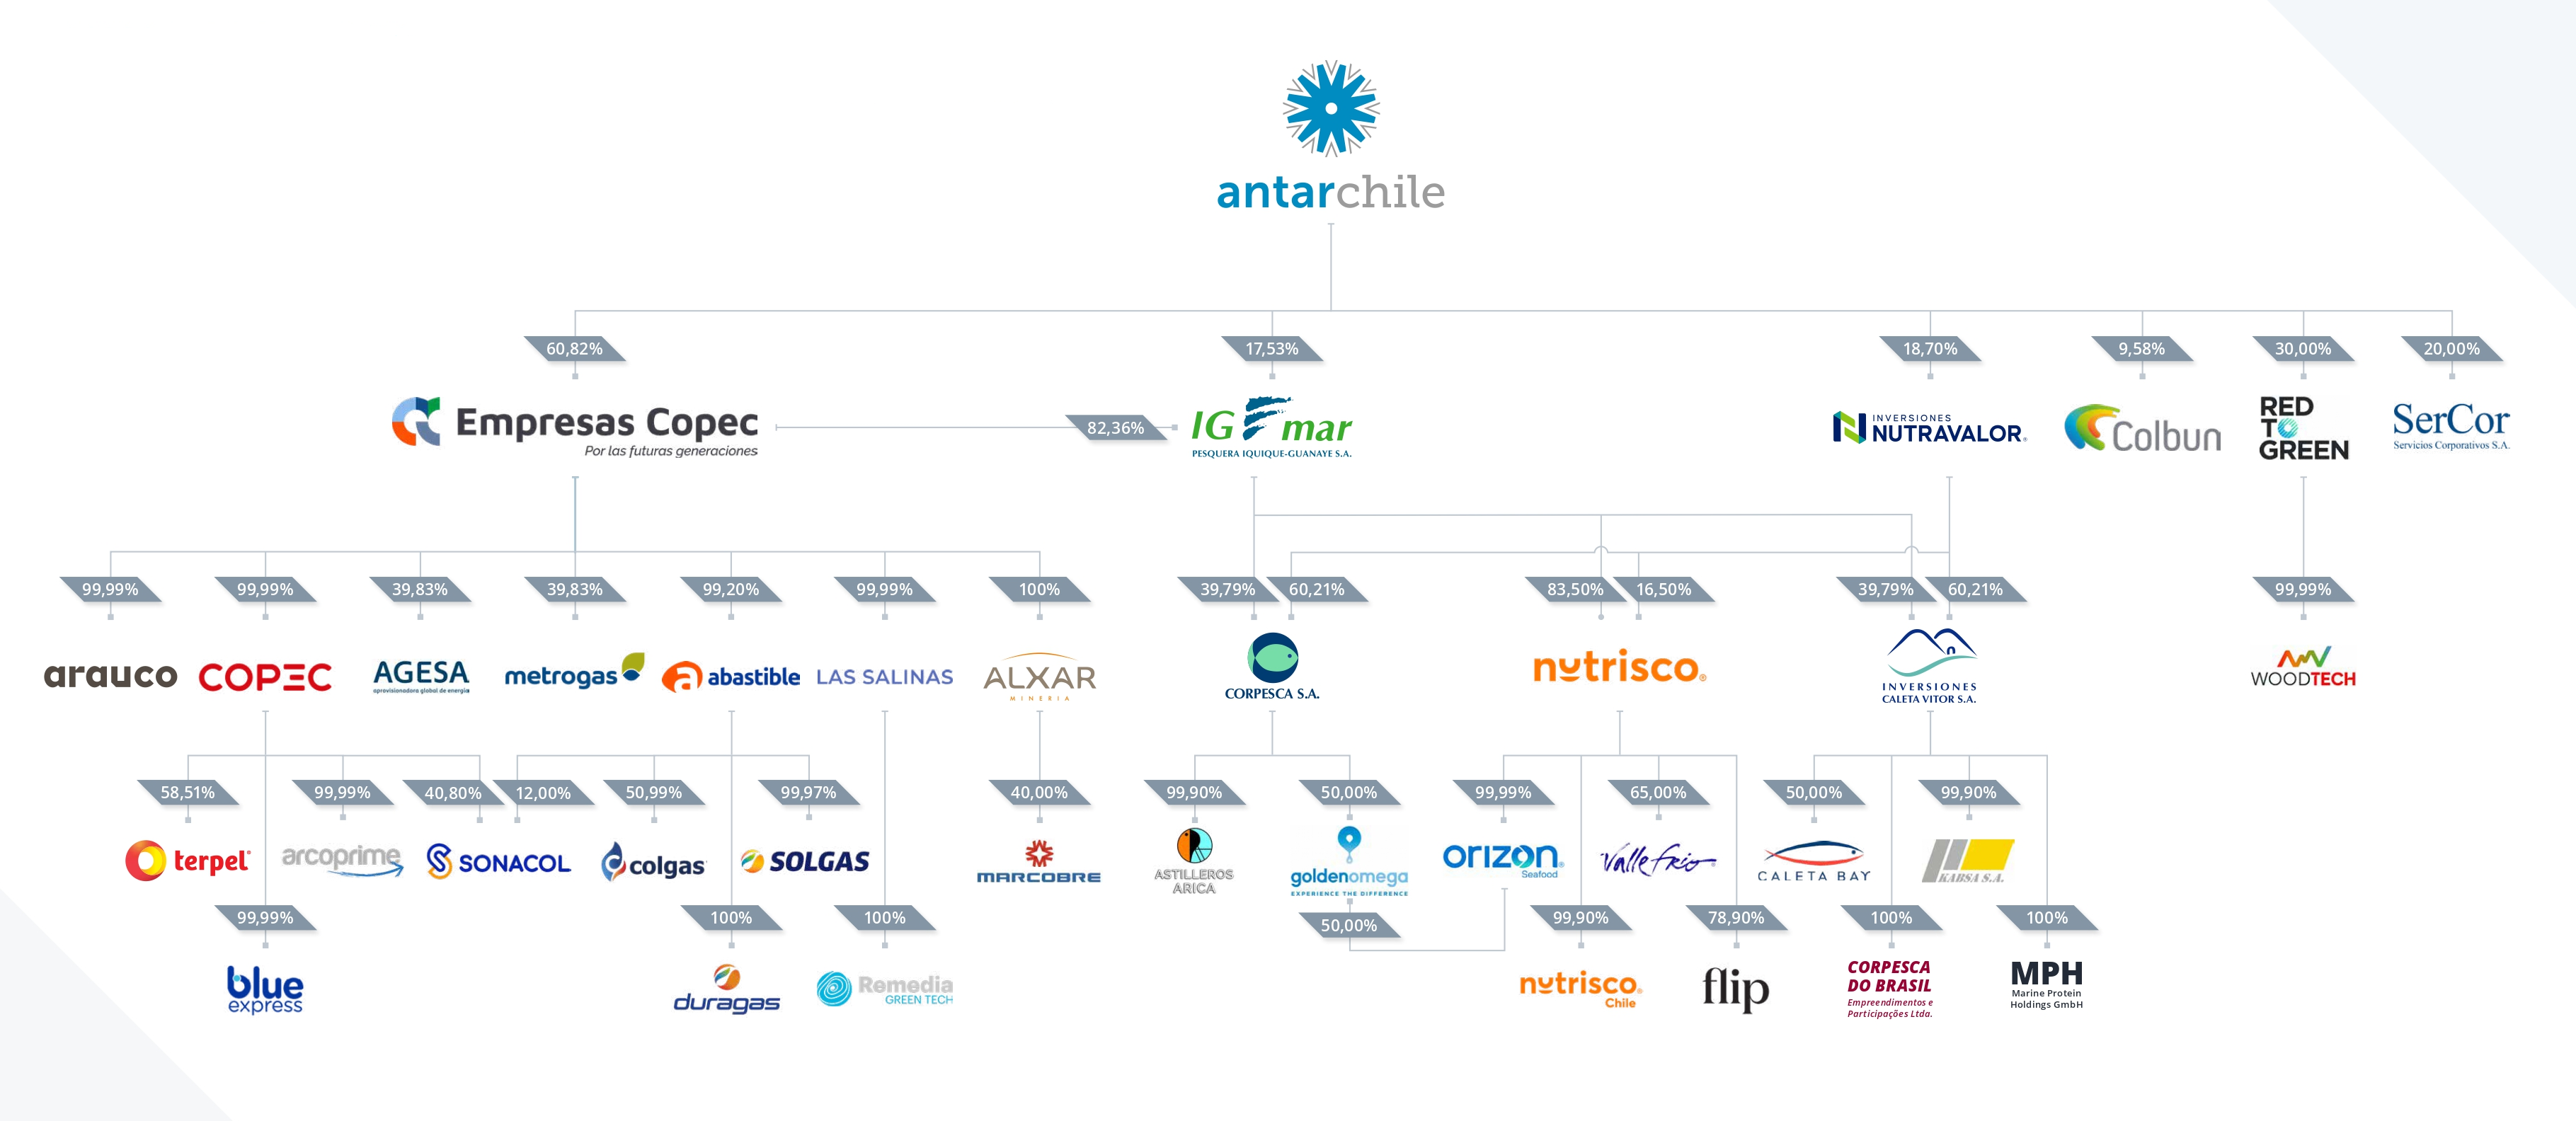 antarchile
60,82%
17,53%
18,70%
9,58%
30,00%
20,00%
Empresas Copec
Por las futuras generaciones
82,36%
IGemar
PESQUERA IQUIQUE-GUANAYE S.A.
INVERSIONES
NUTRAVALOR
Colbun
RED
TO
GREEN
SerCor
Servicios Corporativos S.A.
99,99%
99,99%
39,83%
39,83%
99,20%
99,99%
100%
39,79%
60,21%
83,50%
16,50%
39,79%
60,21%
99,99%
arauco
COPEC
AGESA
aprovisionadora global de energía
metrogas
abastible
LAS SALINAS
ALXAR
MINERIA
CORPESCA S.A.
nutrisco®
INVERSIONES
CALETA VITOR S.A.
WOODTECH
58,51%
99,99%
40,80%
12,00%
50,99%
99,97%
40,00%
99,90%
50,00%
99,99%
65,00%
50,00%
99,90%
terpel®
arcoprime
SONACOL
colgas
SOLGAS
MARCOBRE
ASTILLEROS
ARICA
goldenomega
EXPERIENCE THE DIFFERENCE
orizon®
Seafood
Valle Frío
CALETA BAY
KABSA S.A.
99,99%
100%
100%
50,00%
99,90%
78,90%
100%
100%
blue
express
duragas
Remedia
GREEN TECH
nutrisco®
Chile
flip
CORPESCA
DO BRASIL
Empreendimentos e
Participações Ltda.
MPH
Marine Protein
Holdings GmbH